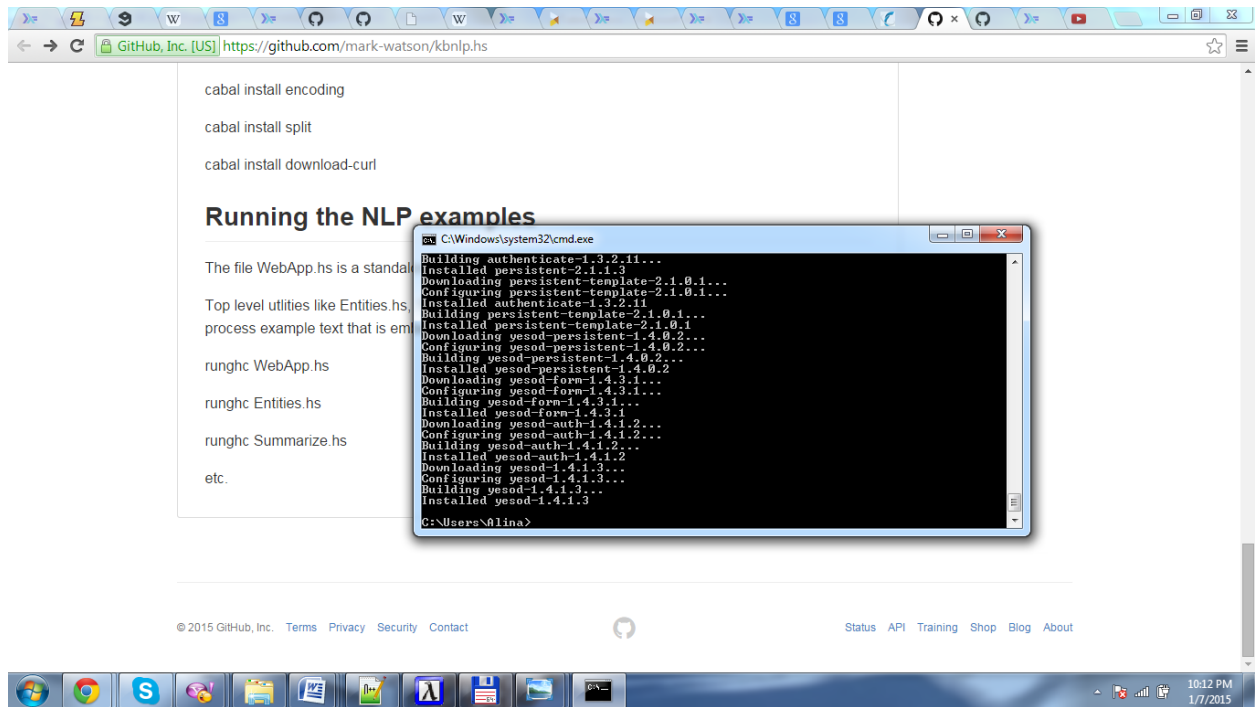 GitHub, Inc. [US] https://github.com/mark-watson/kbnlp.hs
cabal install encoding
cabal install split
cabal install download-curl
Running the NLP examples
The file WebApp.hs is a standal
Top level utlities like Entities.hs,
process example text that is em
runghc WebApp.hs
runghc Entities.hs
runghc Summarize.hs
etc.
C:\Windows\system32\cmd.exe
Building authenticate-1.3.2.11...
Installed persistent-2.1.1.3
Downloading persistent-template-2.1.0.1...
Configuring persistent-template-2.1.0.1...
Installed authenticate-1.3.2.11
Building persistent-template-2.1.0.1...
Installed persistent-template-2.1.0.1
Downloading yesod-persistent-1.4.0.2...
Configuring yesod-persistent-1.4.0.2...
Building yesod-persistent-1.4.0.2...
Installed yesod-persistent-1.4.0.2
Downloading yesod-form-1.4.3.1...
Configuring yesod-form-1.4.3.1...
Building yesod-form-1.4.3.1...
Installed yesod-form-1.4.3.1
Downloading yesod-auth-1.4.1.2...
Configuring yesod-auth-1.4.1.2...
Building yesod-auth-1.4.1.2...
Installed yesod-auth-1.4.1.2
Downloading yesod-1.4.1.3...
Configuring yesod-1.4.1.3...
Building yesod-1.4.1.3...
Installed yesod-1.4.1.3
C:\Users\Alina>
© 2015 GitHub, Inc. Terms Privacy Security Contact
Status API Training Shop Blog About
10:12 PM
1/7/2015